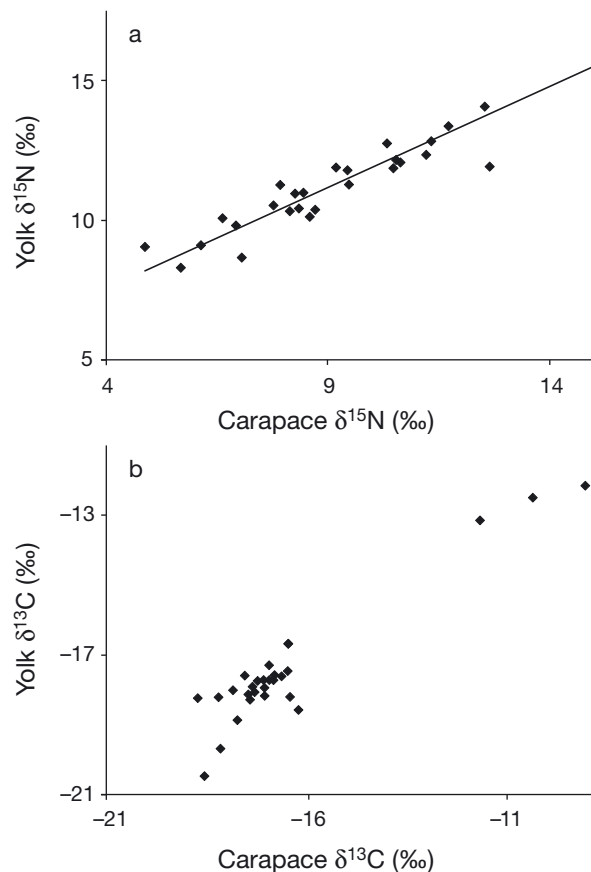 a
15
10
5
Yolk δ¹⁵N (‰)
4
9
14
Carapace δ¹⁵N (‰)
b
−13
−17
−21
Yolk δ¹³C (‰)
−21
−16
−11
Carapace δ¹³C (‰)